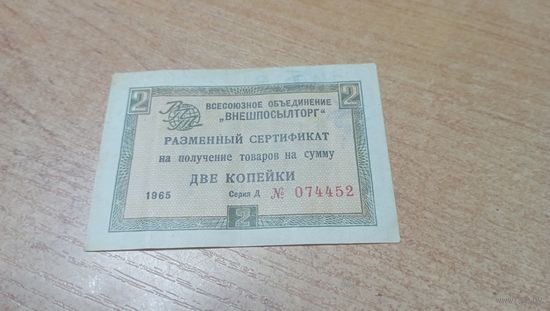 2 2
ВСЕСОЮЗНОЕ ОБЪЕДИНЕНИЕ
„ВНЕШПОСЫЛТОРГ“
РАЗМЕННЫЙ СЕРТИФИКАТ
на получение товаров на сумму
ДВЕ КОПЕЙКИ
1965 Серия Д № 074452
2